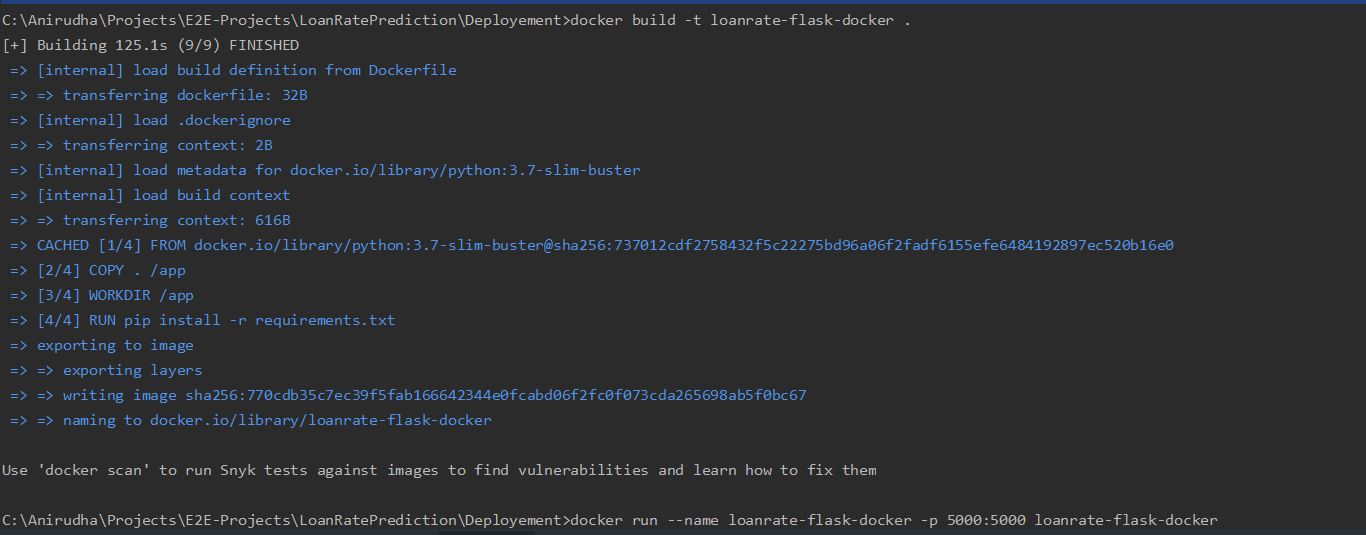 C:\Anirudha\Projects\E2E-Projects\LoanRatePrediction\Deployement>docker build -t loanrate-flask-docker .
[+] Building 125.1s (9/9) FINISHED
=> [internal] load build definition from Dockerfile
=> => transferring dockerfile: 32B
=> [internal] load .dockerignore
=> => transferring context: 2B
=> [internal] load metadata for docker.io/library/python:3.7-slim-buster
=> [internal] load build context
=> => transferring context: 616B
=> CACHED [1/4] FROM docker.io/library/python:3.7-slim-buster@sha256:737012cdf2758432f5c22275bd96a06f2fadf6155efe6484192897ec520b16e0
=> [2/4] COPY . /app
=> [3/4] WORKDIR /app
=> [4/4] RUN pip install -r requirements.txt
=> exporting to image
=> => exporting layers
=> => writing image sha256:770cdb35c7ec39f5fab166642344e0fcabd06f2fc0f073cda265698ab5f0bc67
=> => naming to docker.io/library/loanrate-flask-docker
Use 'docker scan' to run Snyk tests against images to find vulnerabilities and learn how to fix them
C:\Anirudha\Projects\E2E-Projects\LoanRatePrediction\Deployement>docker run --name loanrate-flask-docker -p 5000:5000 loanrate-flask-docker